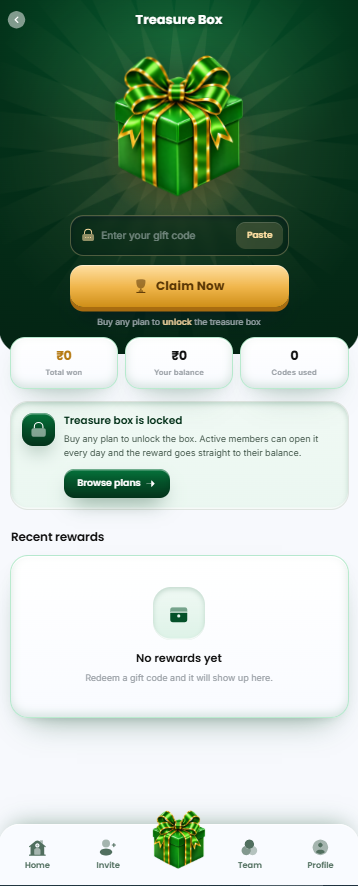 Treasure Box
Enter your gift code
Paste
Claim Now
Buy any plan to unlock the treasure box
₹0
Total won
₹0
Your balance
0
Codes used
Treasure box is locked
Buy any plan to unlock the box. Active members can open it
every day and the reward goes straight to their balance.
Browse plans
Recent rewards
No rewards yet
Redeem a gift code and it will show up here.
Home
Invite
Team
Profile